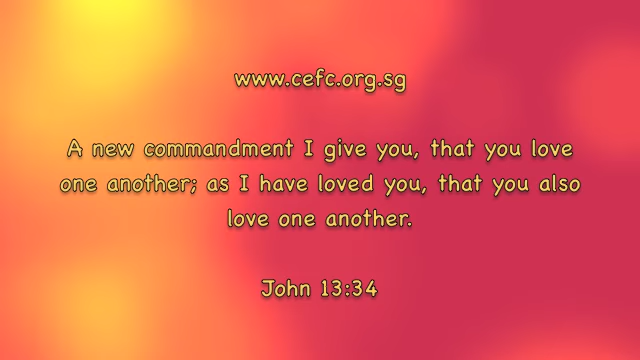 www.cefc.org.sg
A new commandment I give you, that you love
one another; as I have loved you, that you also
love one another.
John 13:34